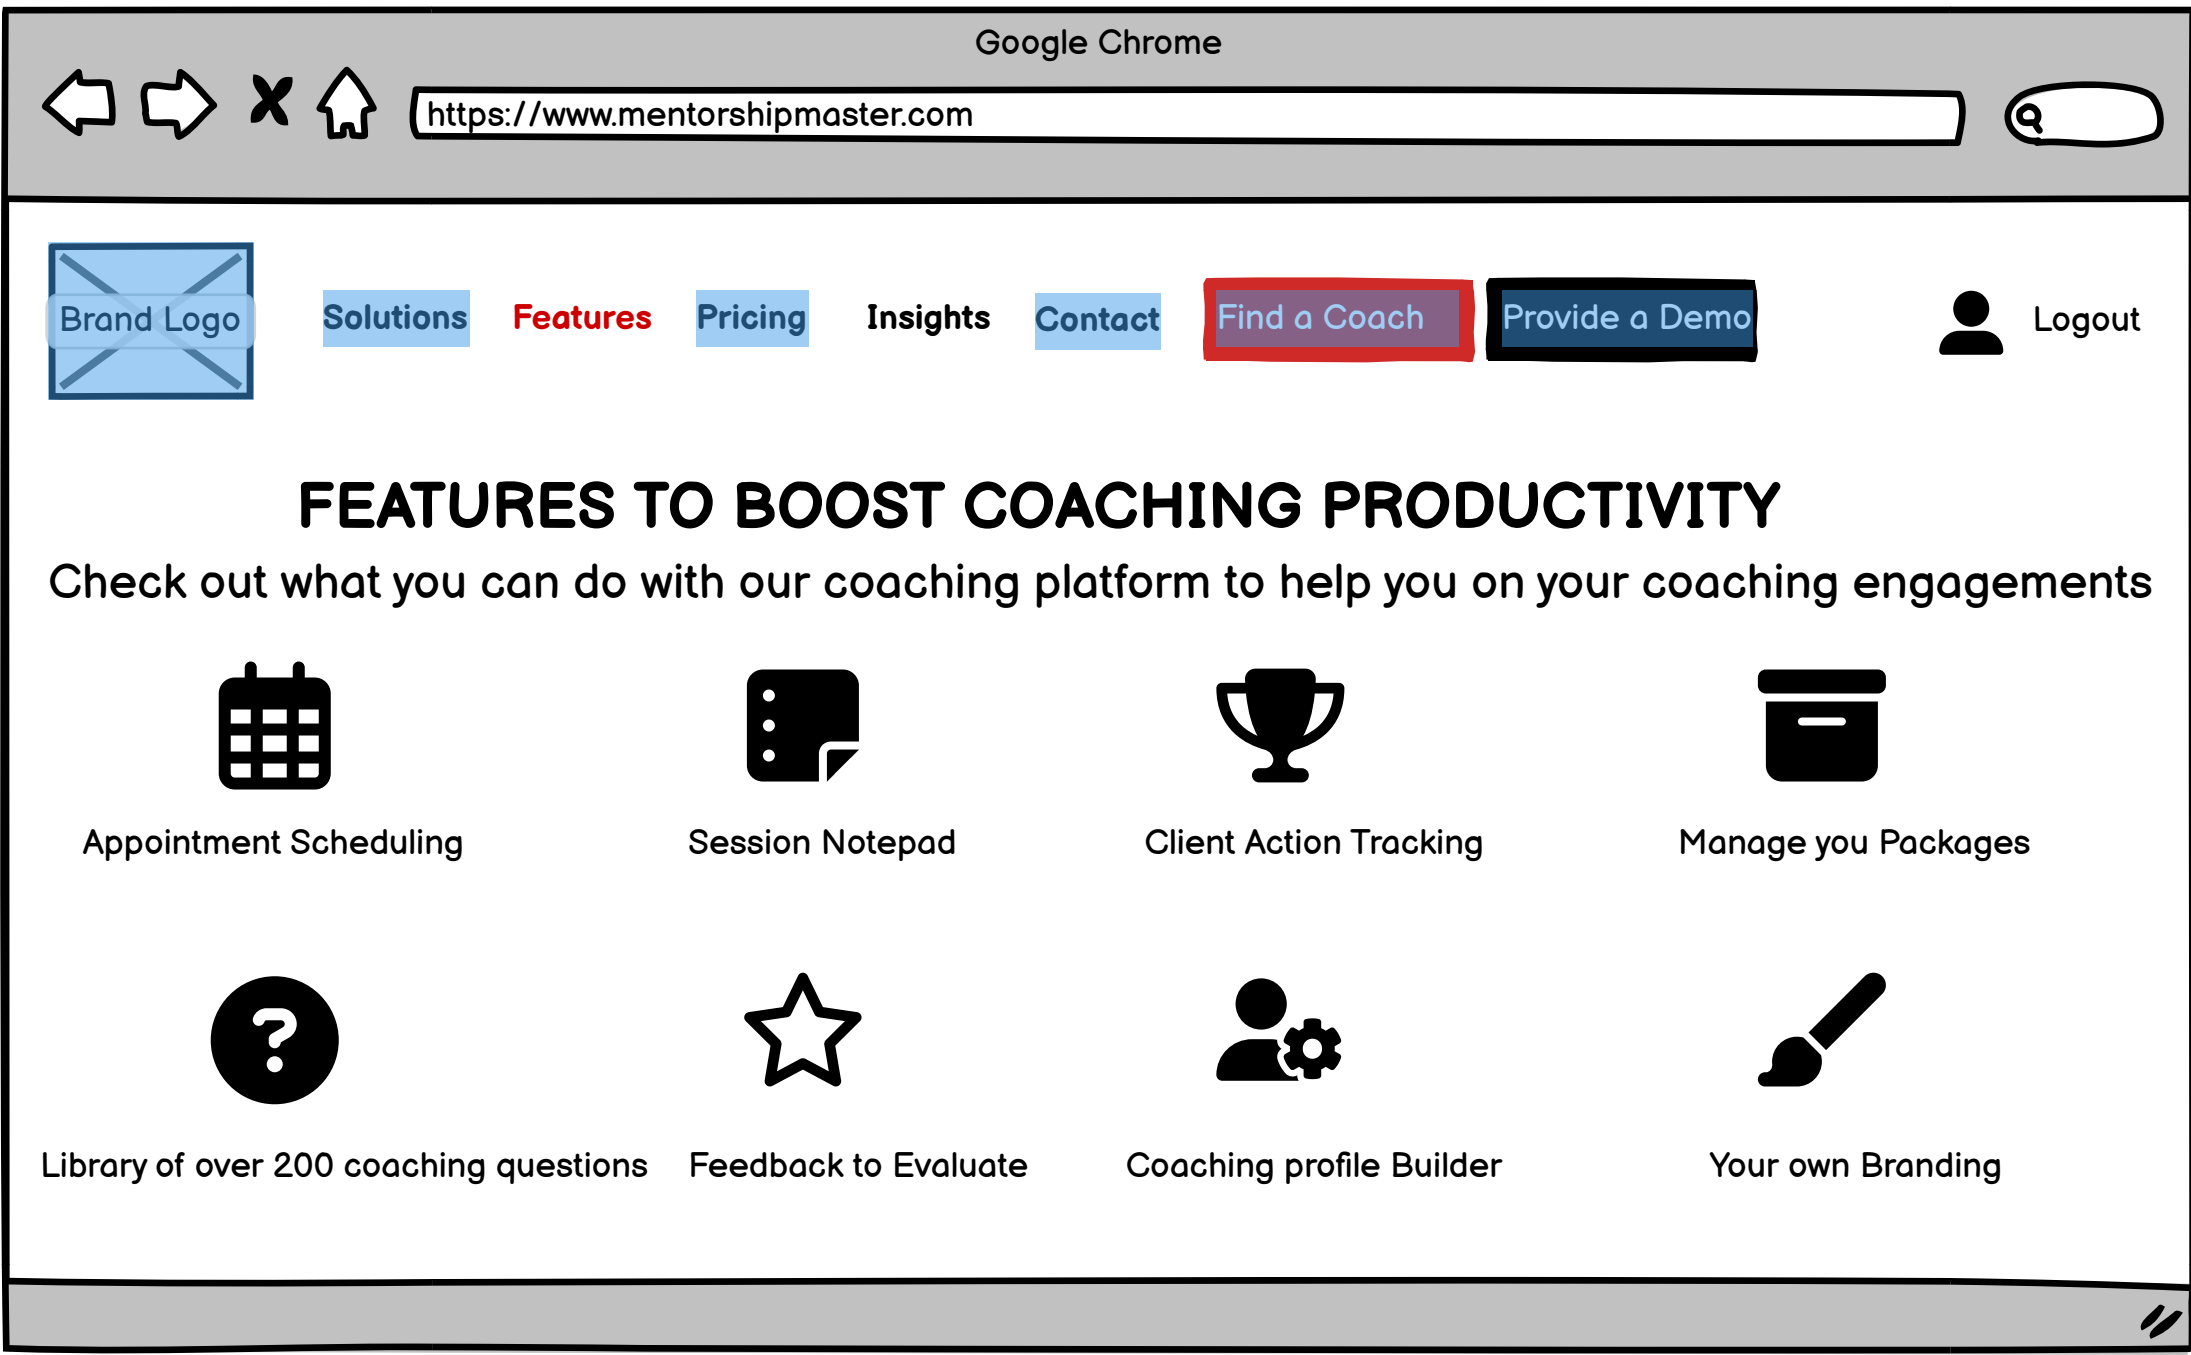 Google Chrome
https://www.mentorshipmaster.com
Brand Logo Solutions Features Pricing Insights Contact Find a Coach Provide a Demo Logout
FEATURES TO BOOST COACHING PRODUCTIVITY
Check out what you can do with our coaching platform to help you on your coaching engagements
Appointment Scheduling Session Notepad Client Action Tracking Manage you Packages
Library of over 200 coaching questions Feedback to Evaluate Coaching profile Builder Your own Branding